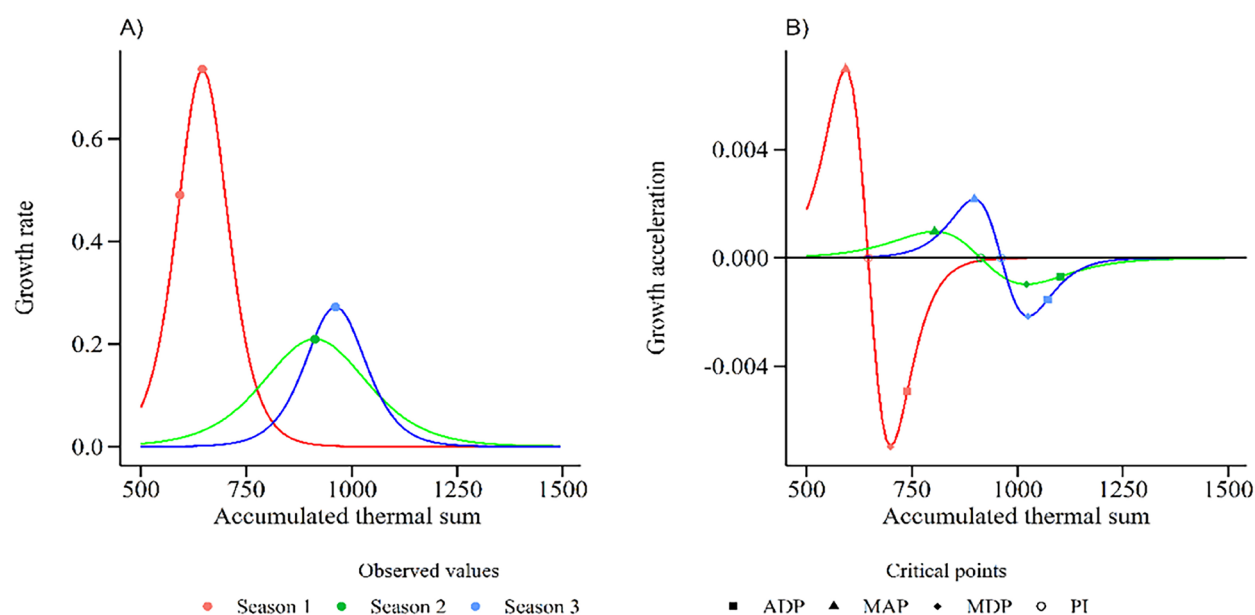 A)
Growth rate
0.6
0.4
0.2
0.0
500 750 1000 1250 1500
Accumulated thermal sum
B)
Growth acceleration
0.004
0.000
-0.004
500 750 1000 1250 1500
Accumulated thermal sum
Observed values
Season 1 Season 2 Season 3
Critical points
ADP MAP MDP PI